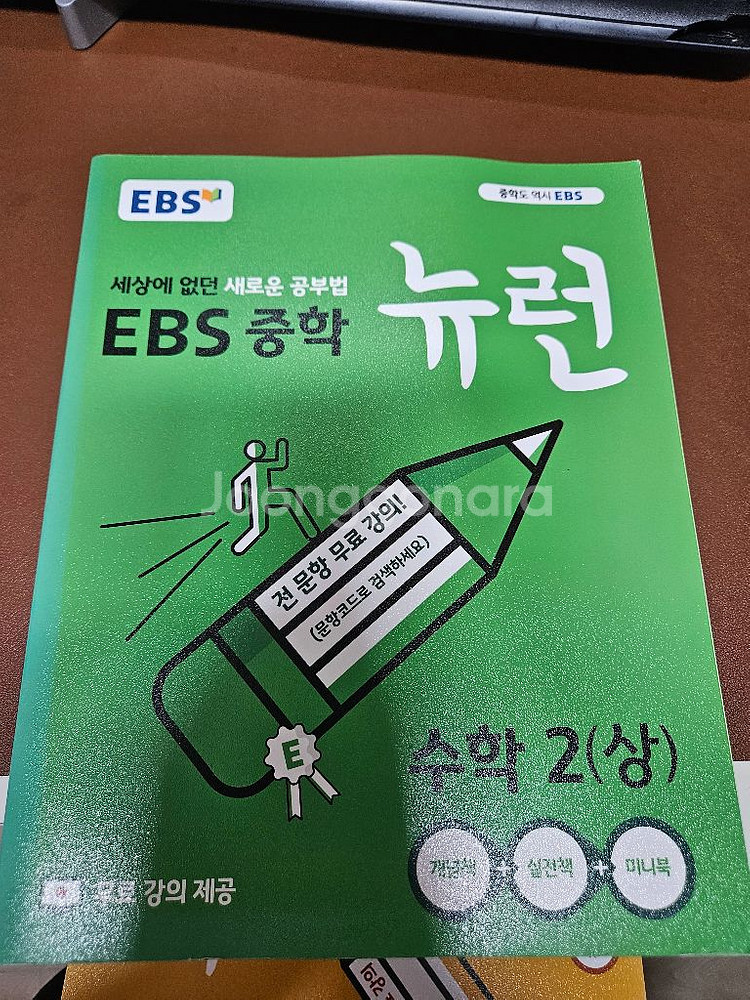 EBS
중학도 역시 EBS
세상에 없던 새로운 공부법
EBS 중학 뉴런
Joonggonara
전 문항 무료 강의!
(문항코드로 검색하세요)
E
수학 2(상)
개념책 + 실전책 + 미니북
무료 강의 제공